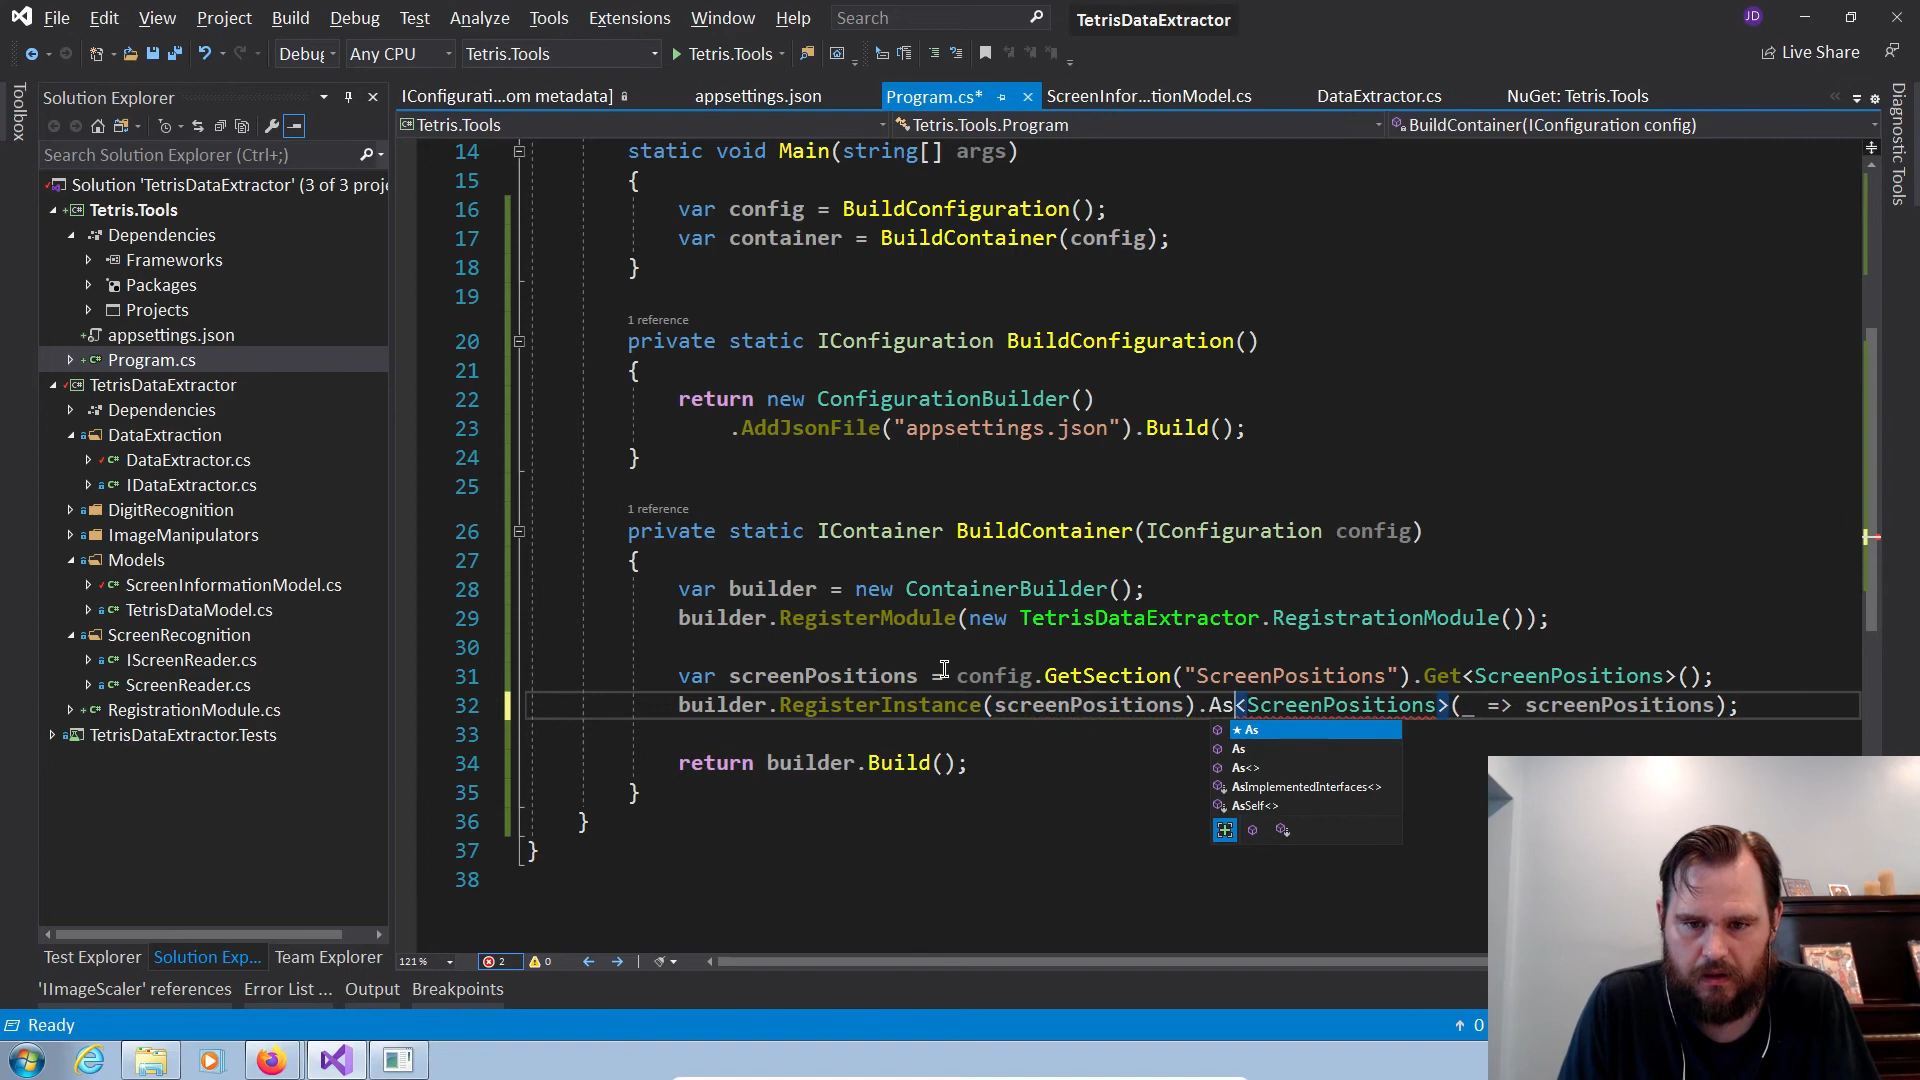 File Edit View Project Build Debug Test Analyze Tools Extensions Window Help Search TetrisDataExtractor JD
Debug Any CPU Tetris.Tools Tetris.Tools Live Share
Toolbox
Solution Explorer
Search Solution Explorer (Ctrl+;)
Solution 'TetrisDataExtractor' (3 of 3 proje
Tetris.Tools
Dependencies
Frameworks
Packages
Projects
appsettings.json
Program.cs
TetrisDataExtractor
Dependencies
DataExtraction
DataExtractor.cs
IDataExtractor.cs
DigitRecognition
ImageManipulators
Models
ScreenInformationModel.cs
TetrisDataModel.cs
ScreenRecognition
IScreenReader.cs
ScreenReader.cs
RegistrationModule.cs
TetrisDataExtractor.Tests
Test Explorer Solution Exp... Team Explorer
IConfigurati...om metadata] appsettings.json Program.cs* ScreenInfor...tionModel.cs DataExtractor.cs NuGet: Tetris.Tools
Tetris.Tools Tetris.Tools.Program BuildContainer(IConfiguration config)
14 static void Main(string[] args)
15 {
16 var config = BuildConfiguration();
17 var container = BuildContainer(config);
18 }
19
1 reference
20 private static IConfiguration BuildConfiguration()
21 {
22 return new ConfigurationBuilder()
23 .AddJsonFile("appsettings.json").Build();
24 }
25
1 reference
26 private static IContainer BuildContainer(IConfiguration config)
27 {
28 var builder = new ContainerBuilder();
29 builder.RegisterModule(new TetrisDataExtractor.RegistrationModule());
30
31 var screenPositions = config.GetSection("ScreenPositions").Get<ScreenPositions>();
32 builder.RegisterInstance(screenPositions).As<ScreenPositions>(_ => screenPositions);
33
34 return builder.Build();
35 }
36 }
37 }
38
★ As
As
As<>
AsImplementedInterfaces<>
AsSelf<>
Diagnostic Tools
121 % 2 0
'IImageScaler' references Error List ... Output Breakpoints
Ready 0